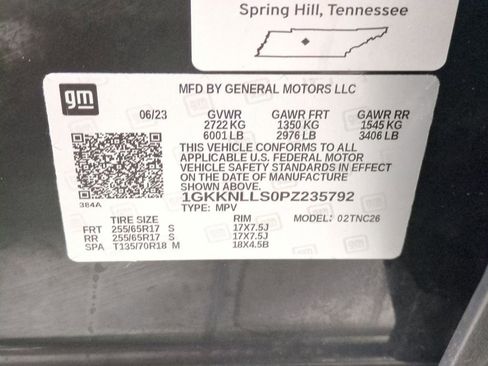 Spring Hill, Tennessee
gm
MFD BY GENERAL MOTORS LLC
06/23 GVWR GAWR FRT GAWR RR
2722 KG 1350 KG 1545 KG
6001 LB 2976 LB 3406 LB
THIS VEHICLE CONFORMS TO ALL
APPLICABLE U.S. FEDERAL MOTOR
VEHICLE SAFETY STANDARDS IN EFFECT
ON THE DATE OF MANUFACTURE
SHOWN ABOVE.
1GKKNLLS0PZ235792
TYPE: MPV
384A
TIRE SIZE RIM MODEL: 02TNC26
FRT 255/65R17 S 17X7.5J
RR 255/65R17 S 17X7.5J
SPA T135/70R18 M 18X4.5B